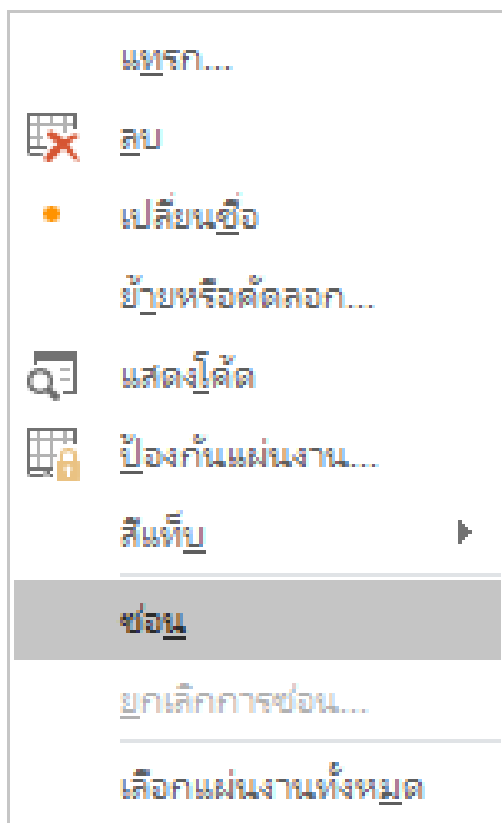 แทรก...
ลบ
เปลี่ยนชื่อ
ย้ายหรือคัดลอก...
แสดงโค้ด
ป้องกันแผ่นงาน...
สีแท็บ
ซ่อน
ยกเลิกการซ่อน...
เลือกแผ่นงานทั้งหมด